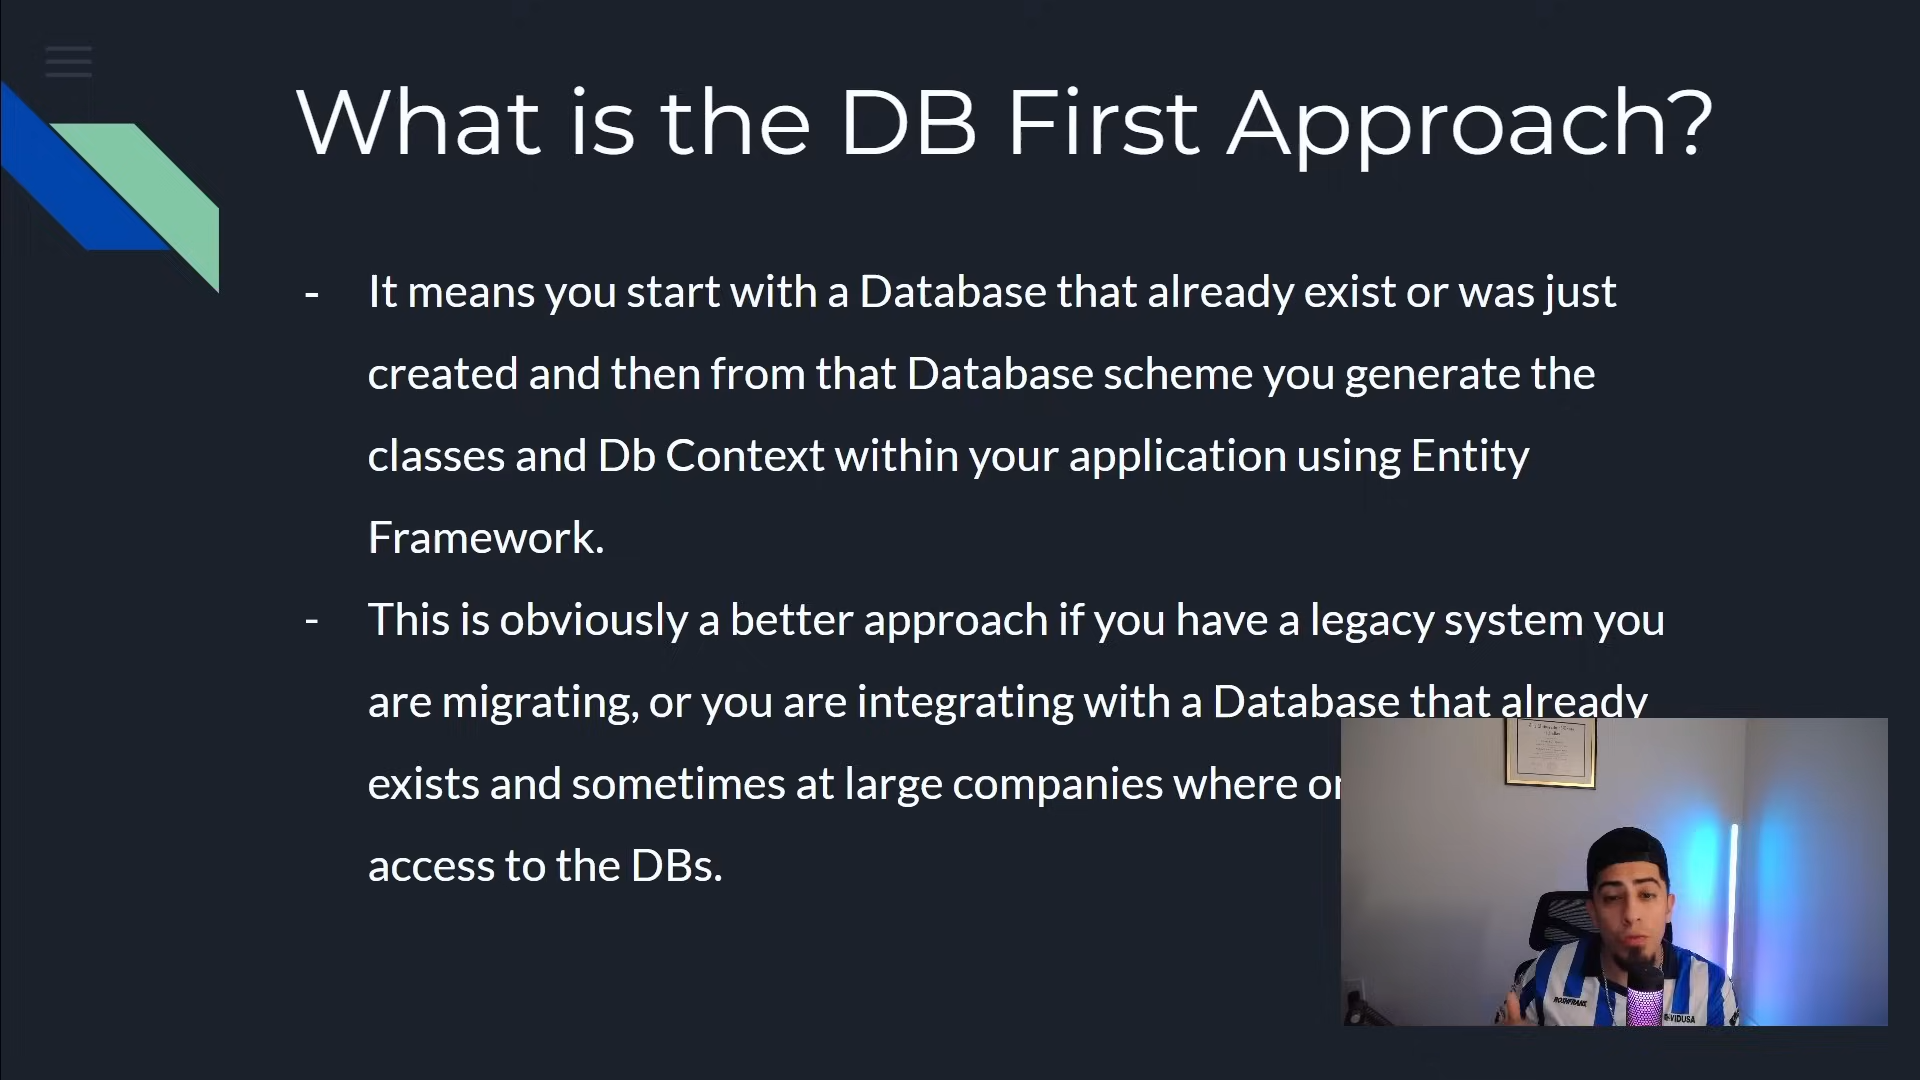 What is the DB First Approach?
- It means you start with a Database that already exist or was just
created and then from that Database scheme you generate the
classes and Db Context within your application using Entity
Framework.
- This is obviously a better approach if you have a legacy system you
are migrating, or you are integrating with a Database that already
exists and sometimes at large companies where
access to the DBs.